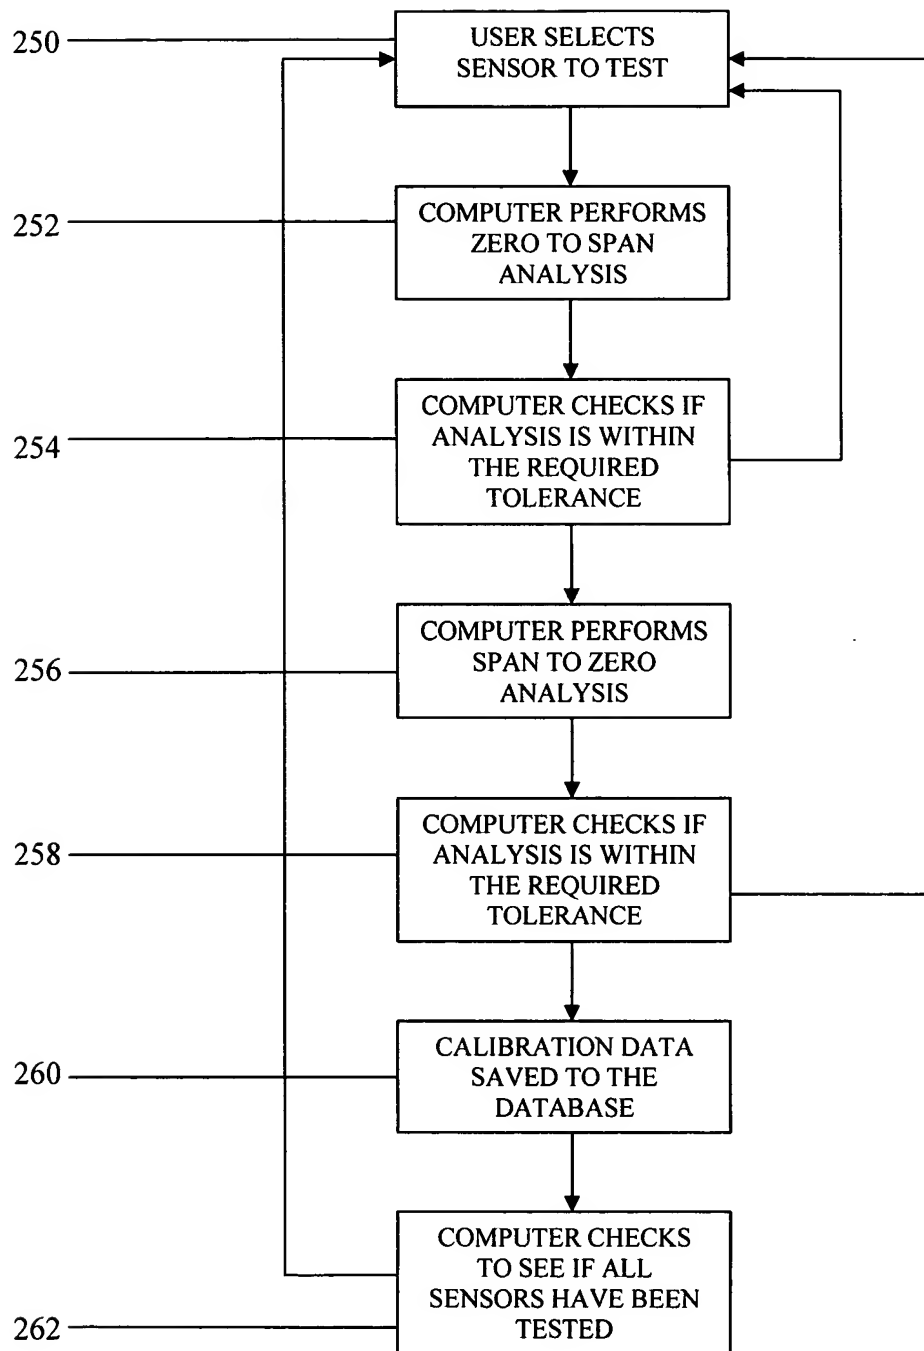 250
USER SELECTS
SENSOR TO TEST
252
COMPUTER PERFORMS
ZERO TO SPAN
ANALYSIS
254
COMPUTER CHECKS IF
ANALYSIS IS WITHIN
THE REQUIRED
TOLERANCE
256
COMPUTER PERFORMS
SPAN TO ZERO
ANALYSIS
258
COMPUTER CHECKS IF
ANALYSIS IS WITHIN
THE REQUIRED
TOLERANCE
260
CALIBRATION DATA
SAVED TO THE
DATABASE
262
COMPUTER CHECKS
TO SEE IF ALL
SENSORS HAVE BEEN
TESTED